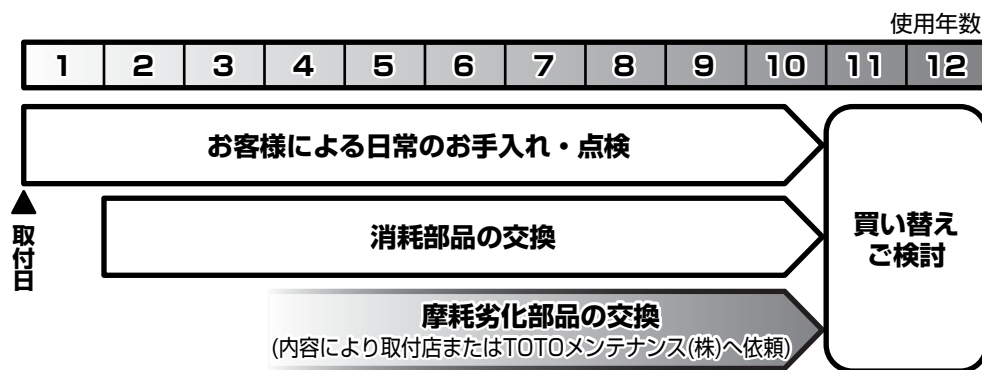 使用年数
1 2 3 4 5 6 7 8 9 10 11 12
お客様による日常のお手入れ・点検
取付日
消耗部品の交換
買い替え
ご検討
摩耗劣化部品の交換
(内容により取付店またはTOTOメンテナンス(株)へ依頼)